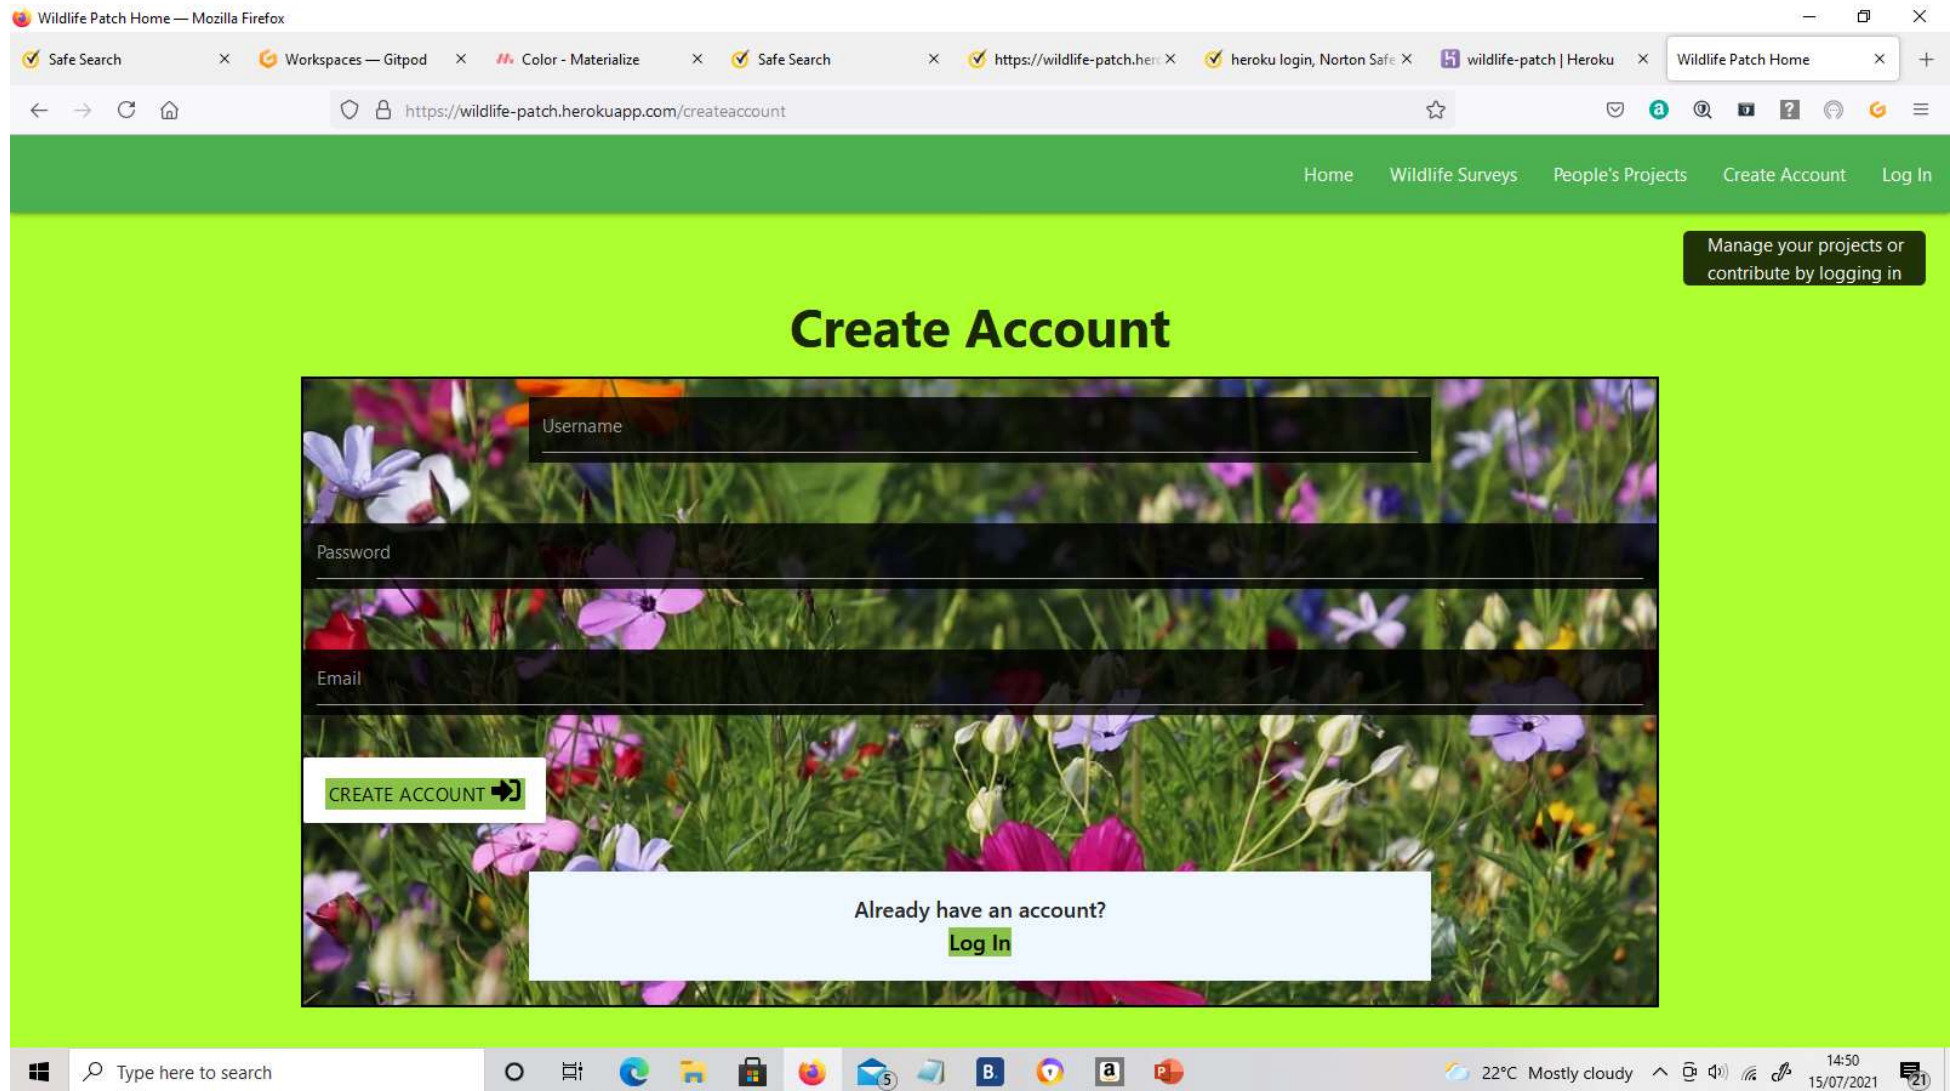 Wildlife Patch Home — Mozilla Firefox
Safe Search
Workspaces — Gitpod
Color - Materialize
Safe Search
https://wildlife-patch.her
heroku login, Norton Safe
wildlife-patch | Heroku
Wildlife Patch Home
https://wildlife-patch.herokuapp.com/createaccount
Home Wildlife Surveys People's Projects Create Account Log In
Manage your projects or
contribute by logging in
Create Account
Username
Password
Email
CREATE ACCOUNT
Already have an account?
Log In
Type here to search
5
B.
a
22°C Mostly cloudy
14:50
15/07/2021
21